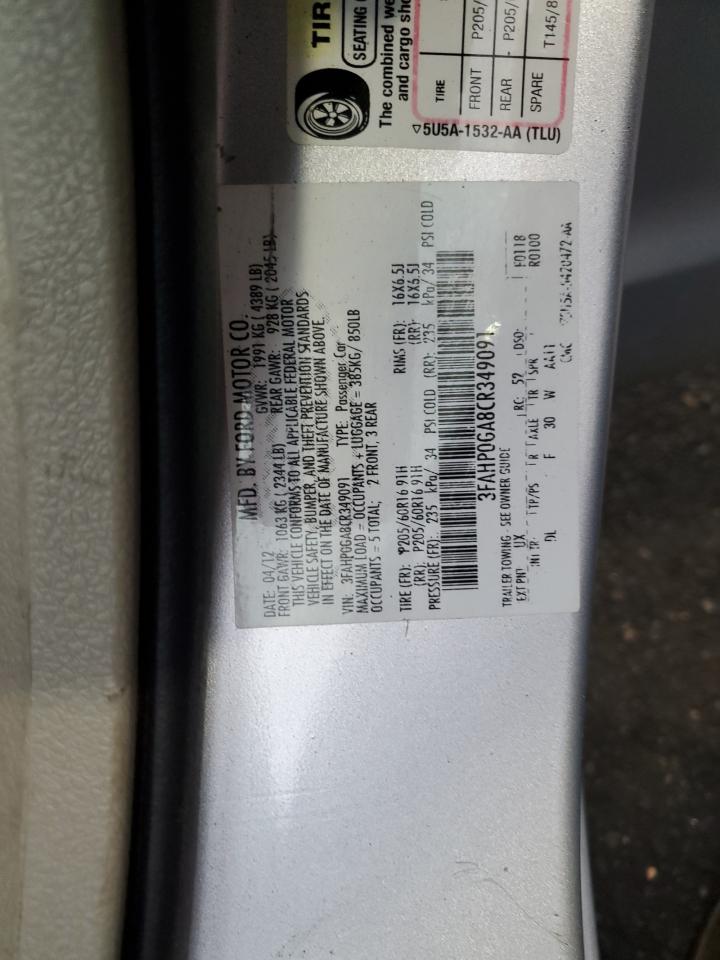 TIR
SEATING
The combined we
and cargo sho
TIRE
FRONT P205/
REAR P205/
SPARE T145/8
5U5A-1532-AA (TLU)
MFD. BY FORD MOTOR CO.
DATE: 04/12 GVWR: 1991 KG ( 4389 LB)
FRONT GAWR: 1063 KG ( 2344 LB) REAR GAWR: 928 KG ( 2045 LB)
THIS VEHICLE CONFORMS TO ALL APPLICABLE FEDERAL MOTOR
VEHICLE SAFETY, BUMPER, AND THEFT PREVENTION STANDARDS
IN EFFECT ON THE DATE OF MANUFACTURE SHOWN ABOVE.
VIN: 3FAHP0GA8CR349091 TYPE: Passenger Car
MAXIMUM LOAD = OCCUPANTS + LUGGAGE = 385KG/ 850LB
OCCUPANTS = 5 TOTAL; 2 FRONT, 3 REAR
TIRE (FR): P205/60R16 91H RIMS (FR): 16X6.5J
(RR): P205/60R16 91H (RR): 16X6.5J
PRESSURE (FR): 235 kPa/ 34 PSI COLD (RR): 235 kPa/ 34 PSI COLD
3FAHP0GA8CR349091
TRAILER TOWING - SEE OWNER GUIDE F0118
EXT PNT: UX RC: 52 DSO: R0100
INT TR TP/PS R AXLE TR SPR
DL F 30 W AA11